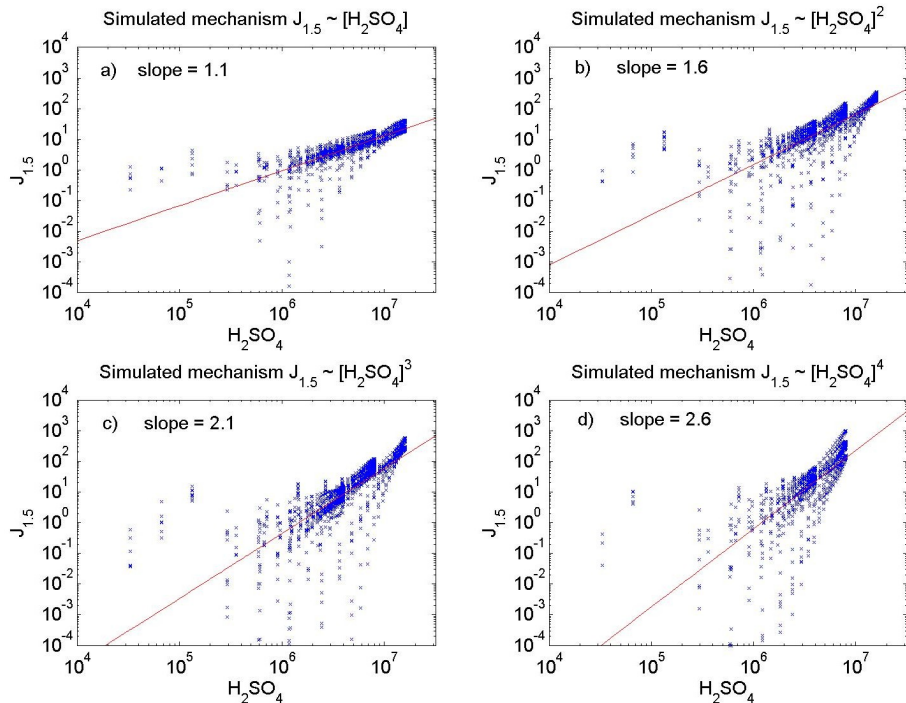 Simulated mechanism J1.5 ~ [H2SO4]
Simulated mechanism J1.5 ~ [H2SO4]2
a) slope = 1.1
b) slope = 1.6
10^4
10^3
10^2
10^1
10^0
10^-1
10^-2
10^-3
10^-4
J1.5
10^4 10^5 10^6 10^7
H2SO4
10^4
10^3
10^2
10^1
10^0
10^-1
10^-2
10^-3
10^-4
J1.5
10^4 10^5 10^6 10^7
H2SO4
Simulated mechanism J1.5 ~ [H2SO4]3
Simulated mechanism J1.5 ~ [H2SO4]4
c) slope = 2.1
d) slope = 2.6
10^4
10^3
10^2
10^1
10^0
10^-1
10^-2
10^-3
10^-4
J1.5
10^4 10^5 10^6 10^7
H2SO4
10^4
10^3
10^2
10^1
10^0
10^-1
10^-2
10^-3
10^-4
J1.5
10^4 10^5 10^6 10^7
H2SO4